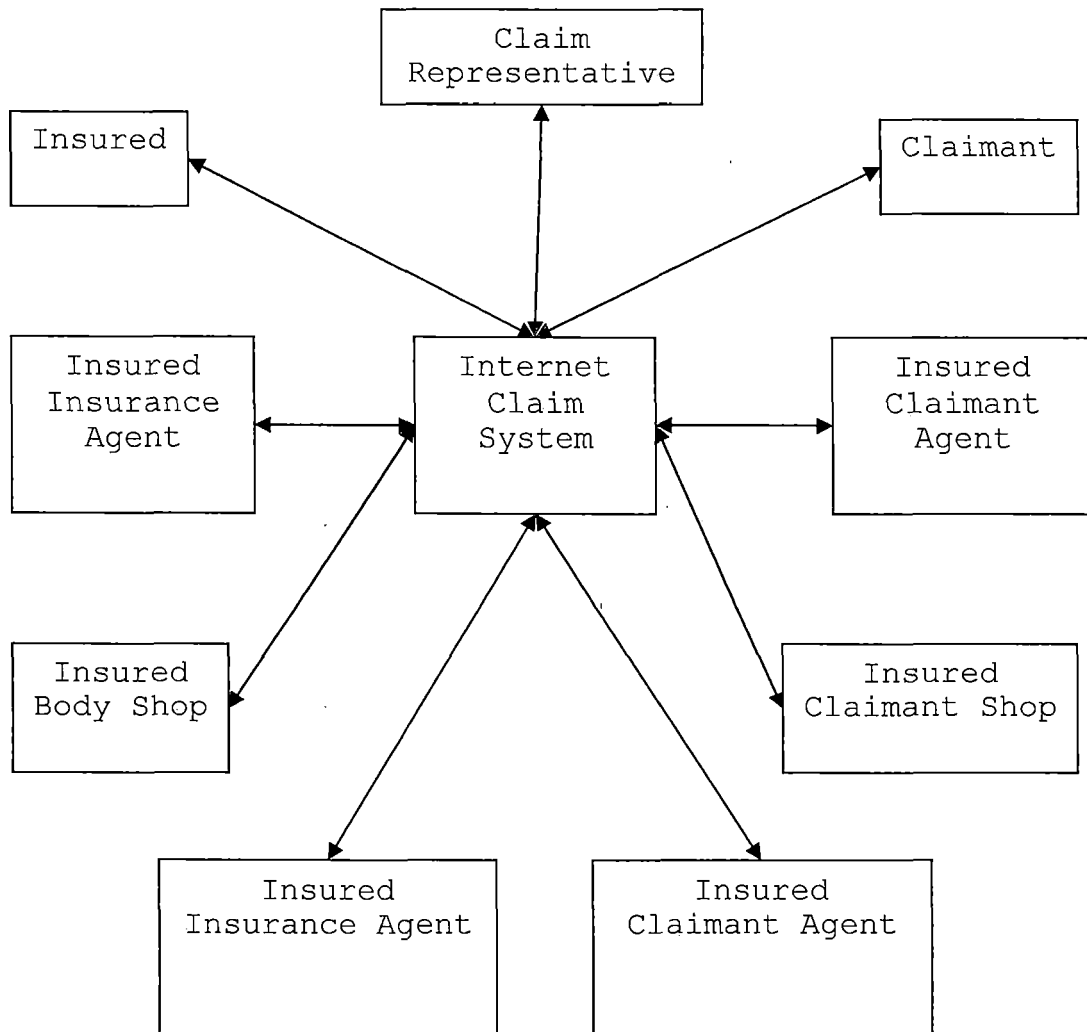 Claim
Representative
Insured
Claimant
Insured
Insurance
Agent
Internet
Claim
System
Insured
Claimant
Agent
Insured
Body Shop
Insured
Claimant Shop
Insured
Insurance Agent
Insured
Claimant Agent